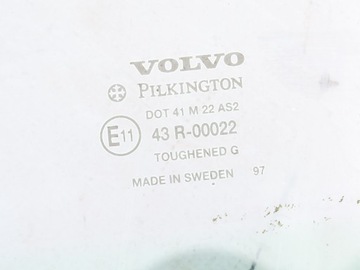 VOLVO
PILKINGTON
DOT 41 M 22 AS2
E11 43 R-00022
TOUGHENED G
MADE IN SWEDEN 97